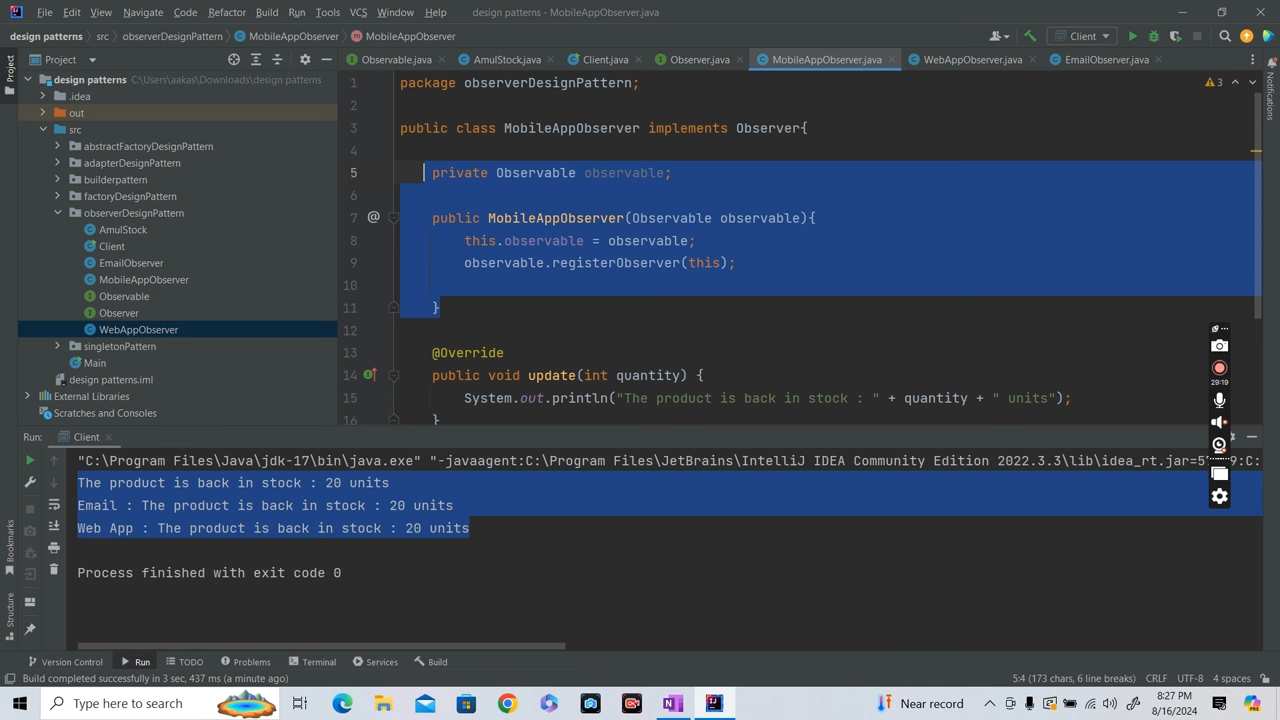 File Edit View Navigate Code Refactor Build Run Tools VCS Window Help design patterns - MobileAppObserver.java
design patterns src observerDesignPattern MobileAppObserver MobileAppObserver Client
Project
Observable.java AmulStock.java Client.java Observer.java MobileAppObserver.java WebAppObserver.java EmailObserver.java
Project
Notifications
design patterns C:\Users\aakas\Downloads\design patterns
.idea
out
src
abstractFactoryDesignPattern
adapterDesignPattern
builderpattern
factoryDesignPattern
observerDesignPattern
AmulStock
Client
EmailObserver
MobileAppObserver
Observable
Observer
WebAppObserver
singletonPattern
Main
design patterns.iml
External Libraries
Scratches and Consoles
3
1 package observerDesignPattern;
2
3 public class MobileAppObserver implements Observer{
4
5 private Observable observable;
6
7 public MobileAppObserver(Observable observable){
8 this.observable = observable;
9 observable.registerObserver(this);
10
11 }
12
13 @Override
14 public void update(int quantity) {
15 System.out.println("The product is back in stock : " + quantity + " units");
16 }
29:19
Run: Client
"C:\Program Files\Java\jdk-17\bin\java.exe" "-javaagent:C:\Program Files\JetBrains\IntelliJ IDEA Community Edition 2022.3.3\lib\idea_rt.jar=
The product is back in stock : 20 units
Email : The product is back in stock : 20 units
Web App : The product is back in stock : 20 units
Process finished with exit code 0
Bookmarks
Structure
Version Control Run TODO Problems Terminal Services Build
Build completed successfully in 3 sec, 437 ms (a minute ago) 5:4 (173 chars, 6 line breaks) CRLF UTF-8 4 spaces
Type here to search Near record 8:27 PM
8/16/2024